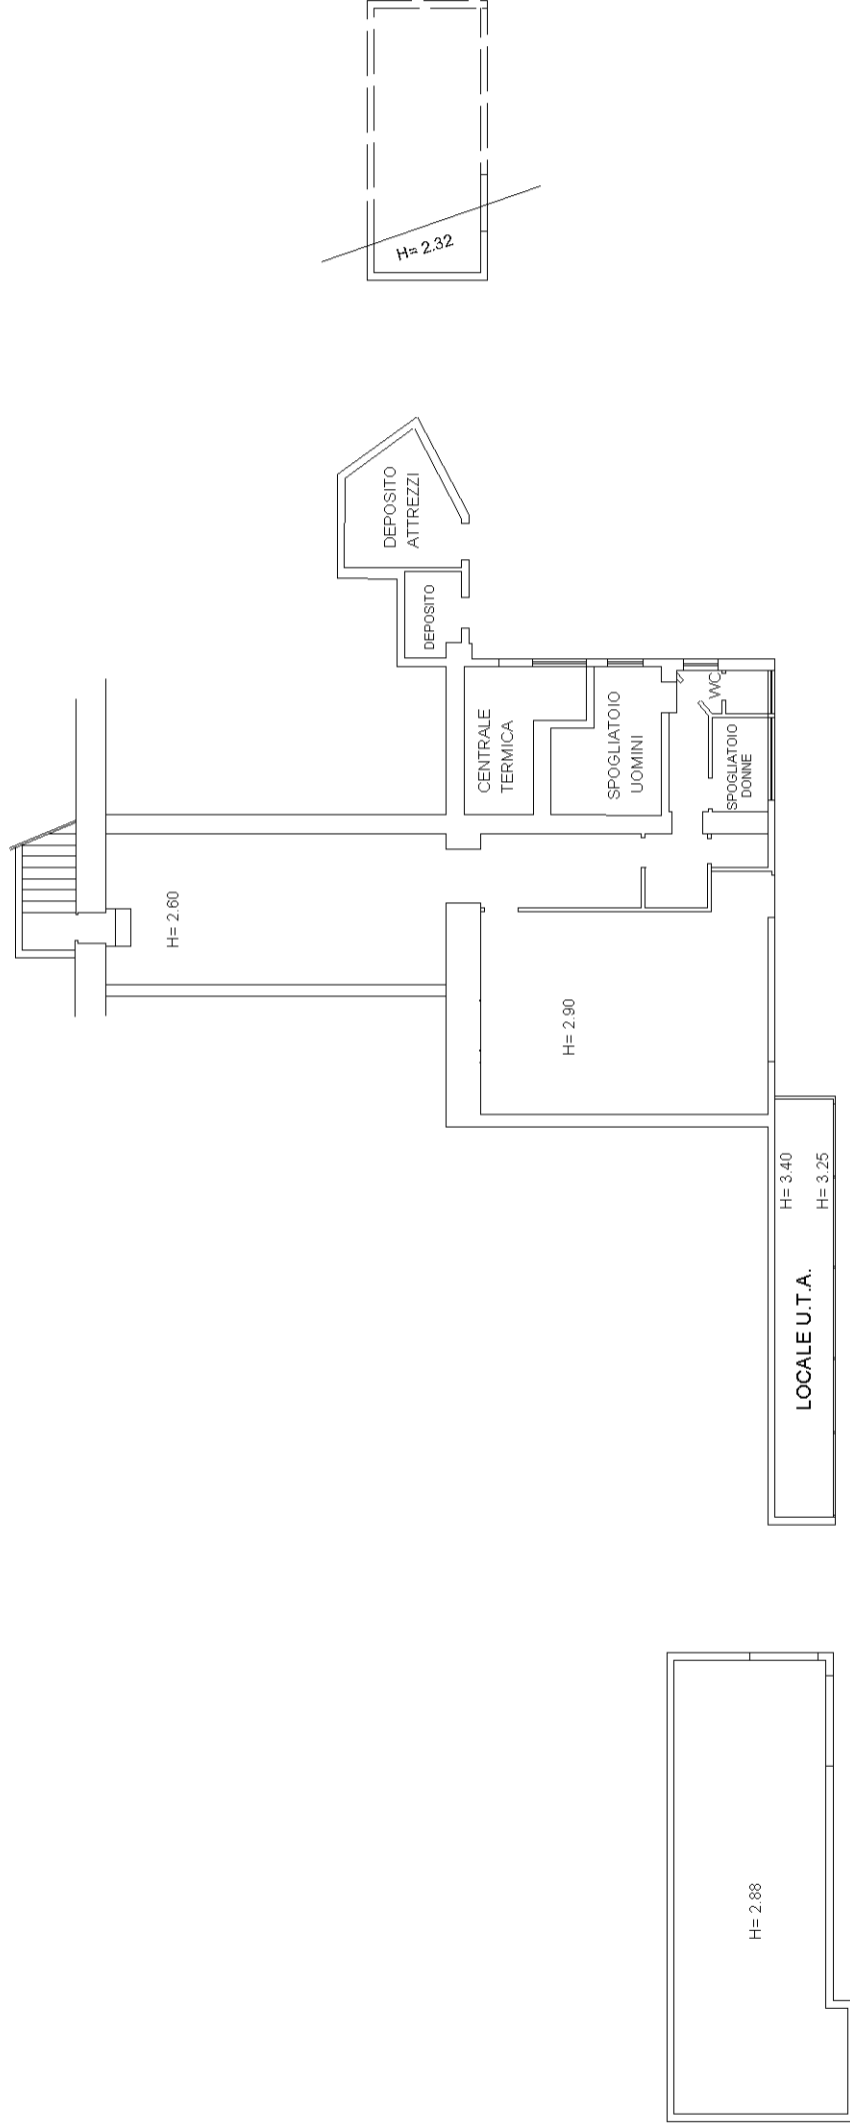 H= 2.32
DEPOSITO
ATTREZZI
DEPOSITO
CENTRALE
TERMICA
SPOGLIATOIO
UOMINI
WC
SPOGLIATOIO
DONNE
H= 2.60
H= 2.90
H= 3.40
H= 3.25
LOCALE U.T.A.
H= 2.88